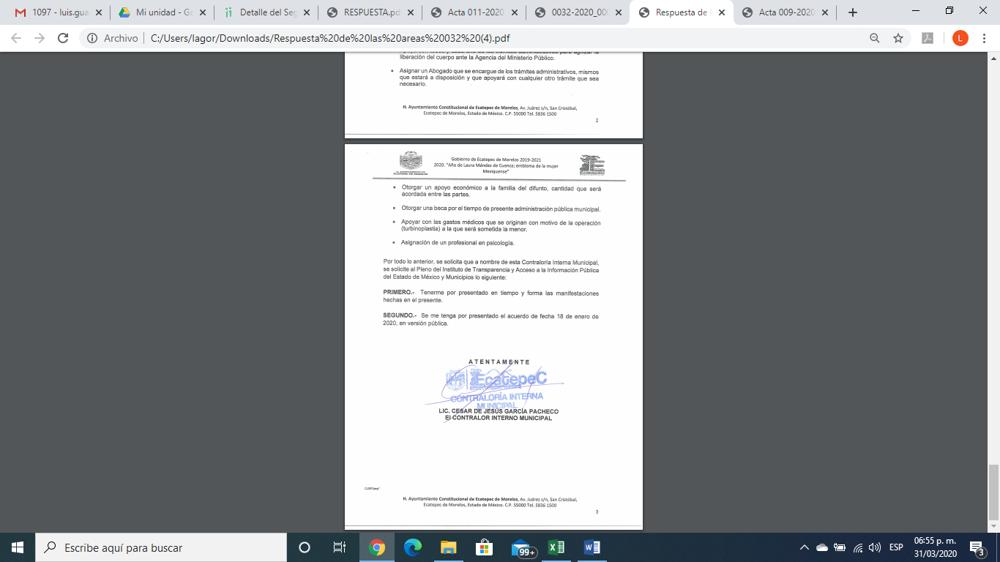 1097 - luis.gua
Mi unidad - Go
Detalle del Seg
RESPUESTA.pd
Acta 011-2020
0032-2020_000
Respuesta de l
Acta 009-2020
Archivo | C:/Users/lagor/Downloads/Respuesta%20de%20las%20areas%20032%20(4).pdf
L
liberación del cuerpo ante la Agencia del Ministerio Público.
• Asignar un Abogado que se encargue de los trámites administrativos, mismos
que estará a disposición y que apoyará con cualquier otro trámite que sea
necesario.
H. Ayuntamiento Constitucional de Ecatepec de Morelos, Av. Juárez s/n, San Cristóbal,
Ecatepec de Morelos, Estado de México. C.P. 55000 Tel. 5836 1500
2
Gobierno de Ecatepec de Morelos 2019-2021
2020. "Año de Laura Méndez de Cuenca; emblema de la mujer
Mexiquense"
EcatepeC
• Otorgar un apoyo económico a la familia del difunto, cantidad que será
acordada entre las partes.
• Otorgar una beca por el tiempo de presente administración pública municipal.
• Apoyar con las gastos médicos que se originan con motivo de la operación
(turbinoplastia) a la que será sometida la menor.
• Asignación de un profesional en psicología.
Por todo lo anterior, se solicita que a nombre de esta Contraloría Interna Municipal,
se solicite al Pleno del Instituto de Transparencia y Acceso a la Información Pública
del Estado de México y Municipios lo siguiente:
PRIMERO.- Tenerme por presentado en tiempo y forma las manifestaciones
hechas en el presente.
SEGUNDO.- Se me tenga por presentado el acuerdo de fecha 18 de enero de
2020, en versión pública.
A T E N T A M E N T E
EcatepeC
CONTRALORÍA INTERNA
MUNICIPAL
LIC. CESAR DE JESÚS GARCÍA PACHECO
El CONTRALOR INTERNO MUNICIPAL
H. Ayuntamiento Constitucional de Ecatepec de Morelos, Av. Juárez s/n, San Cristóbal,
Ecatepec de Morelos, Estado de México. C.P. 55000 Tel. 5836 1500
3
Escribe aquí para buscar
99+
ESP
06:55 p. m.
31/03/2020
3